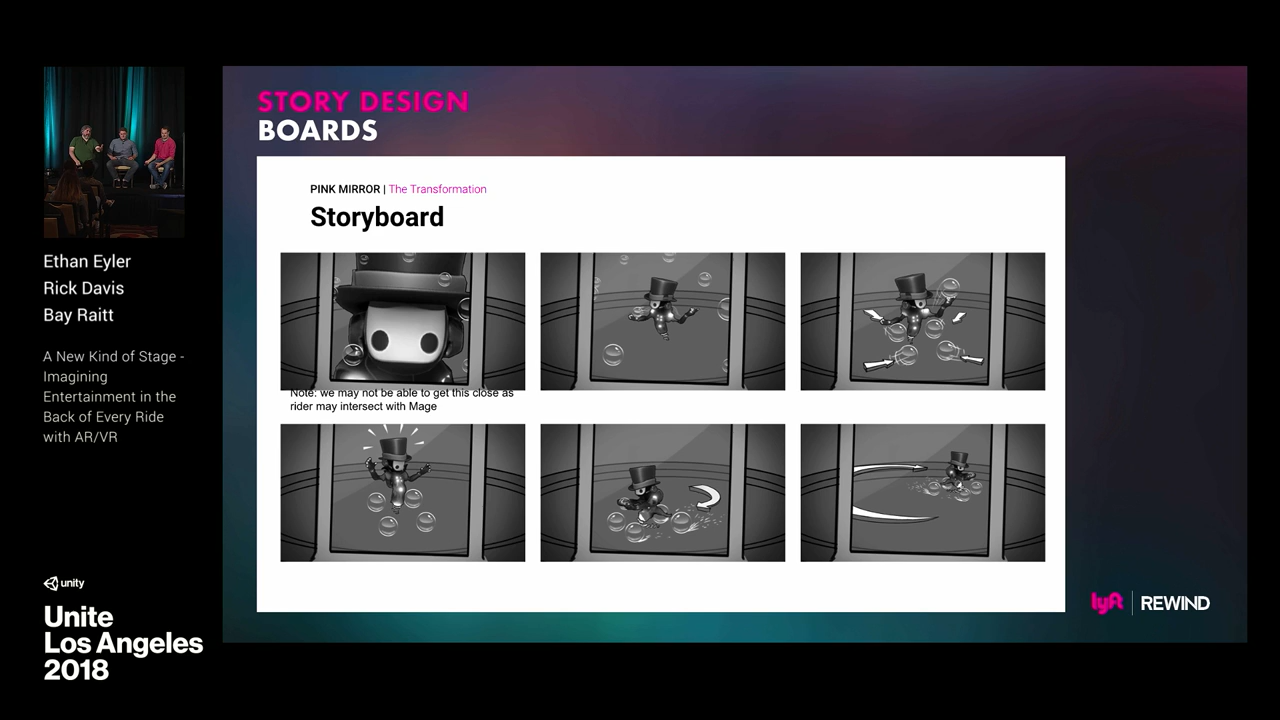 STORY DESIGN
BOARDS
PINK MIRROR | The Transformation
Storyboard
Note: we may not be able to get this close as
rider may intersect with Mage
Ethan Eyler
Rick Davis
Bay Raitt
A New Kind of Stage -
Imagining
Entertainment in the
Back of Every Ride
with AR/VR
unity
Unite
Los Angeles
2018
lyft | REWIND